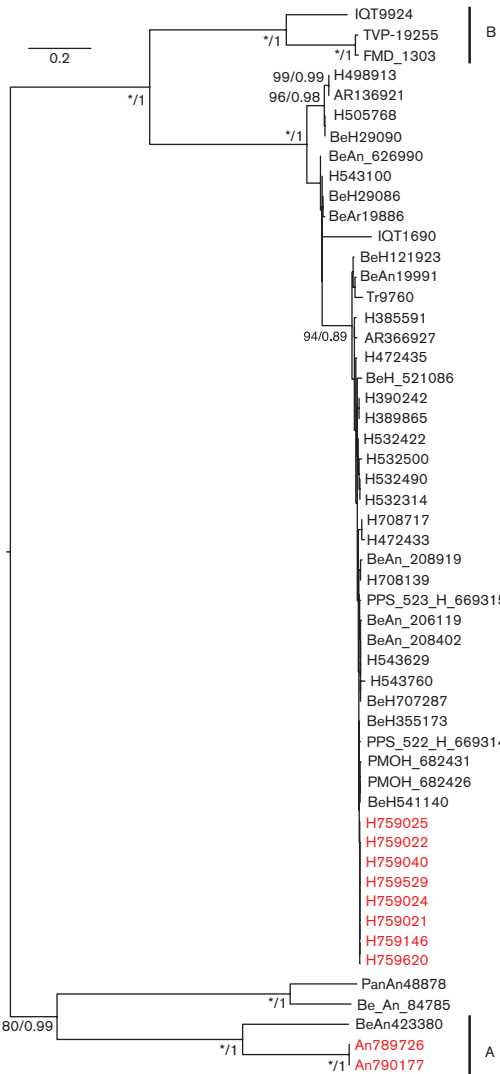 IQT9924
B
TVP-19255
*/1
*/1
FMD_1303
0.2
H498913
99/0.99
*/1
96/0.98
AR136921
H505768
*/1
BeH29090
BeAn_626990
H543100
BeH29086
BeAr19886
IQT1690
BeH121923
BeAn19991
Tr9760
H385591
94/0.89
AR366927
H472435
BeH_521086
H390242
H389865
H532422
H532500
H532490
H532314
H708717
H472433
BeAn_208919
H708139
PPS_523_H_669315
BeAn_206119
BeAn_208402
H543629
H543760
BeH707287
BeH355173
PPS_522_H_669314
PMOH_682431
PMOH_682426
BeH541140
H759025
H759022
H759040
H759529
H759024
H759021
H759146
H759620
PanAn48878
*/1
Be_An_84785
80/0.99
BeAn423380
*/1
An789726
A
*/1
An790177